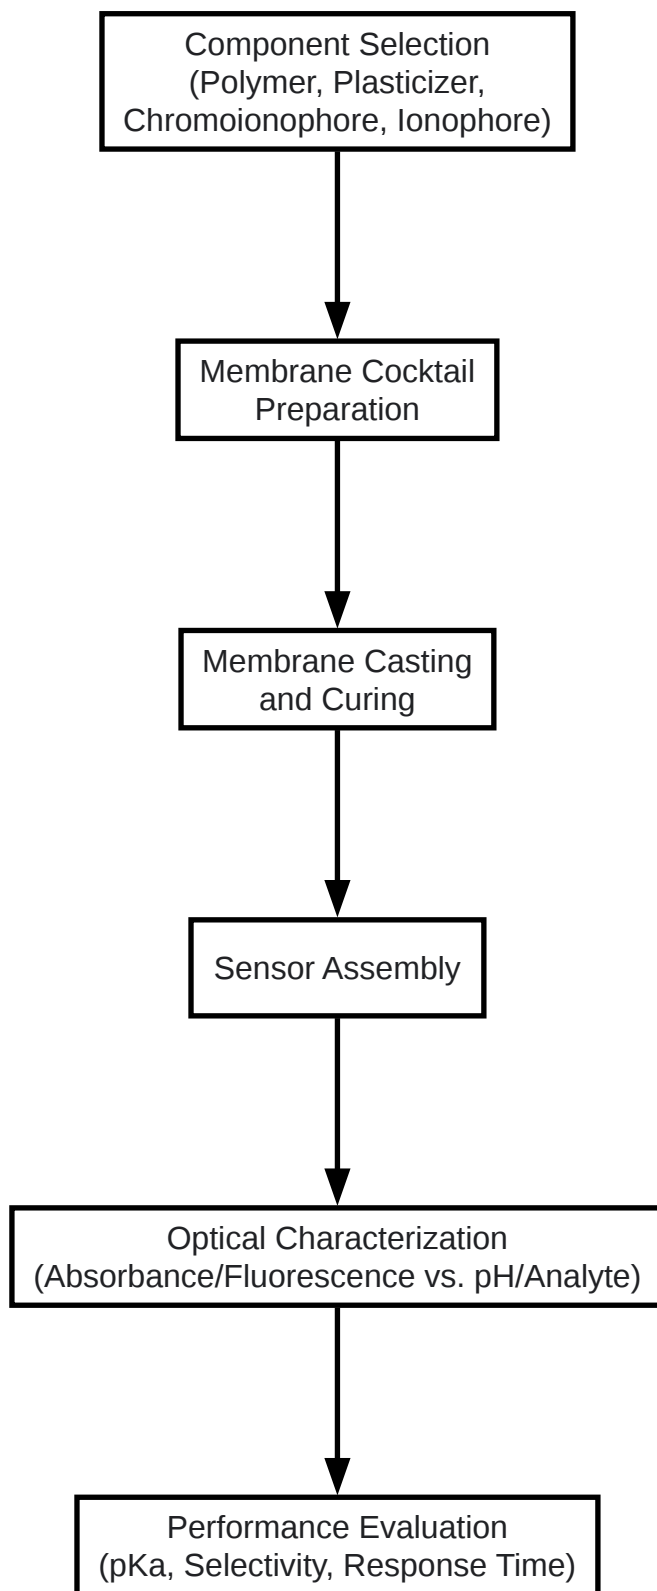 Component Selection
(Polymer, Plasticizer,
Chromoionophore, Ionophore)
Membrane Cocktail
Preparation
Membrane Casting
and Curing
Sensor Assembly
Optical Characterization
(Absorbance/Fluorescence vs. pH/Analyte)
Performance Evaluation
(pKa, Selectivity, Response Time)